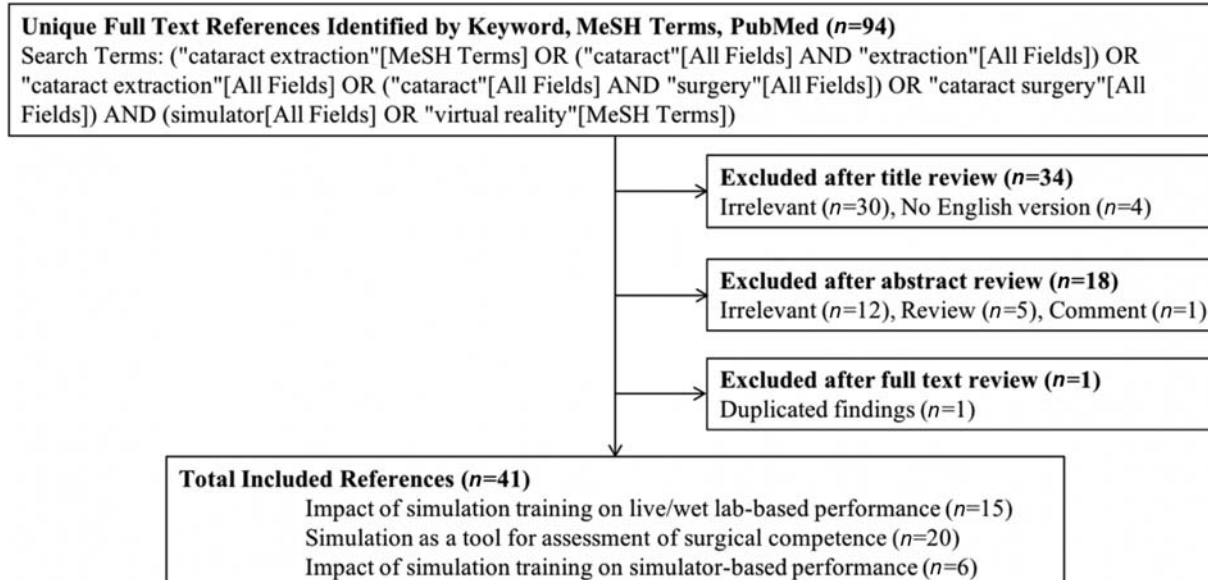 Unique Full Text References Identified by Keyword, MeSH Terms, PubMed (n=94)
Search Terms: ("cataract extraction"[MeSH Terms] OR ("cataract"[All Fields] AND "extraction"[All Fields]) OR
"cataract extraction"[All Fields] OR ("cataract"[All Fields] AND "surgery"[All Fields]) OR "cataract surgery"[All
Fields]) AND (simulator[All Fields] OR "virtual reality"[MeSH Terms])
Excluded after title review (n=34)
Irrelevant (n=30), No English version (n=4)
Excluded after abstract review (n=18)
Irrelevant (n=12), Review (n=5), Comment (n=1)
Excluded after full text review (n=1)
Duplicated findings (n=1)
Total Included References (n=41)
Impact of simulation training on live/wet lab-based performance (n=15)
Simulation as a tool for assessment of surgical competence (n=20)
Impact of simulation training on simulator-based performance (n=6)